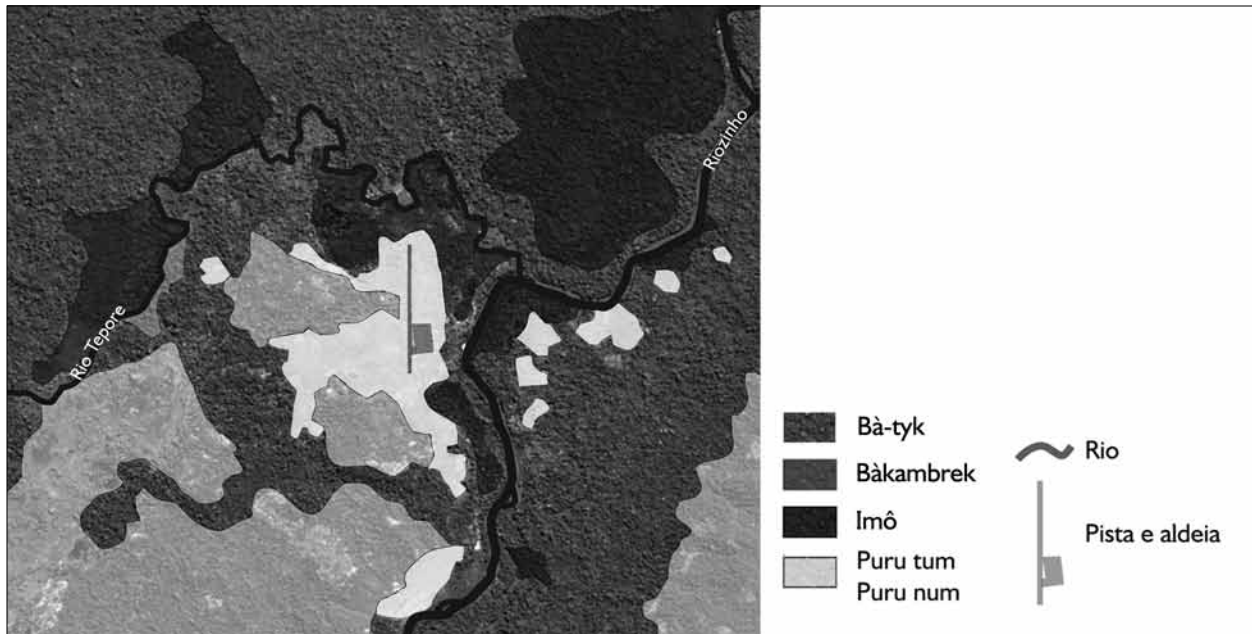 Riozinho
Rio Tepore
Bà-tyk
Bàkambrek
Imô
Puru tum
Puru num
Rio
Pista e aldeia